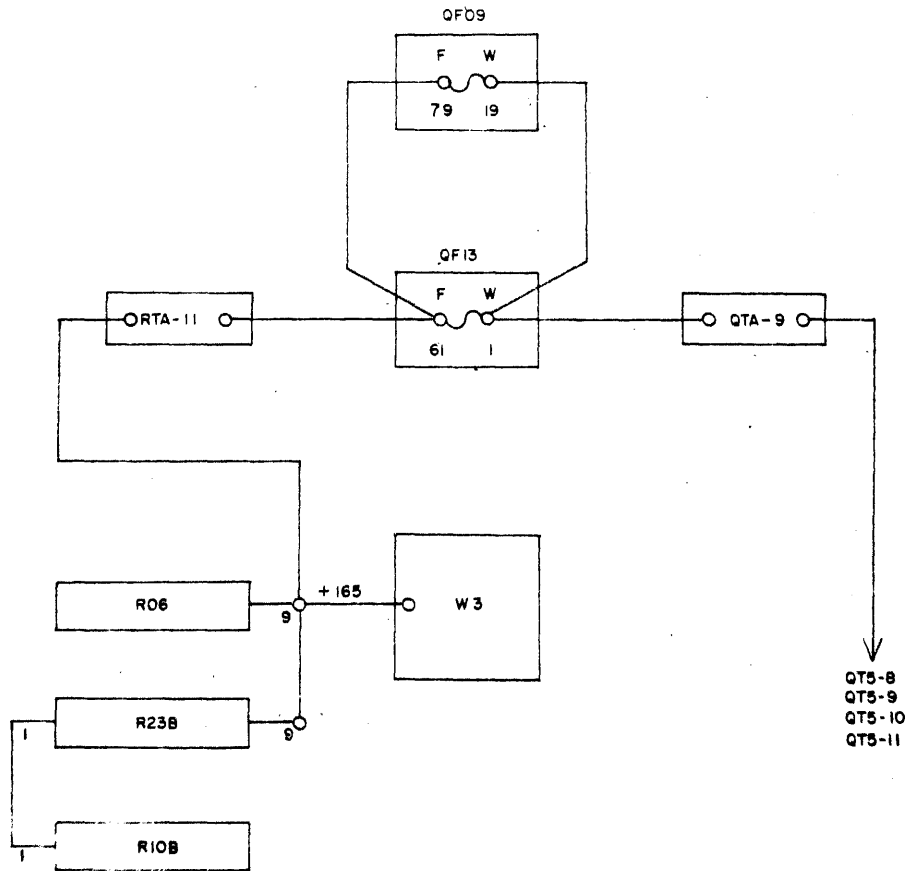 QF09
F W
79 19
QF13
F W
61 1
RTA-11
QTA-9
R06
9
+165
W3
R23B
9
1
R10B
1
QT5-8
QT5-9
QT5-10
QT5-11